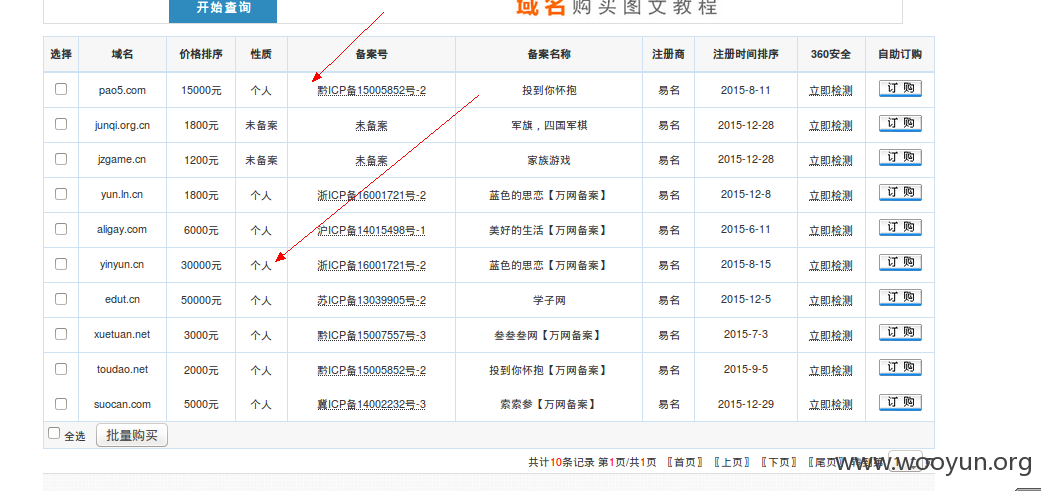 开始查询 域名购买图文教程
选择 域名 价格排序 性质 备案号 备案名称 注册商 注册时间排序 360安全 自助订购
pao5.com 15000元 个人 黔ICP备15005852号-2 投到你怀抱 易名 2015-8-11 立即检测 订 购
junqi.org.cn 1800元 未备案 未备案 军旗，四国军棋 易名 2015-12-28 立即检测 订 购
jzgame.cn 1200元 未备案 未备案 家族游戏 易名 2015-12-28 立即检测 订 购
yun.ln.cn 1800元 个人 浙ICP备16001721号-2 蓝色的思恋【万网备案】 易名 2015-12-8 立即检测 订 购
aligay.com 6000元 个人 沪ICP备14015498号-1 美好的生活【万网备案】 易名 2015-6-11 立即检测 订 购
yinyun.cn 30000元 个人 浙ICP备16001721号-2 蓝色的思恋【万网备案】 易名 2015-8-15 立即检测 订 购
edut.cn 50000元 个人 苏ICP备13039905号-2 学子网 易名 2015-12-5 立即检测 订 购
xuetuan.net 3000元 个人 黔ICP备15007557号-3 叁叁叁网【万网备案】 易名 2015-7-3 立即检测 订 购
toudao.net 2000元 个人 黔ICP备15005852号-2 投到你怀抱【万网备案】 易名 2015-9-5 立即检测 订 购
suocan.com 5000元 个人 冀ICP备14002232号-3 索索参【万网备案】 易名 2015-12-29 立即检测 订 购
全选 批量购买
共计10条记录 第1页/共1页 〖首页〗 〖上页〗 〖下页〗 〖尾页〗
www.wooyun.org